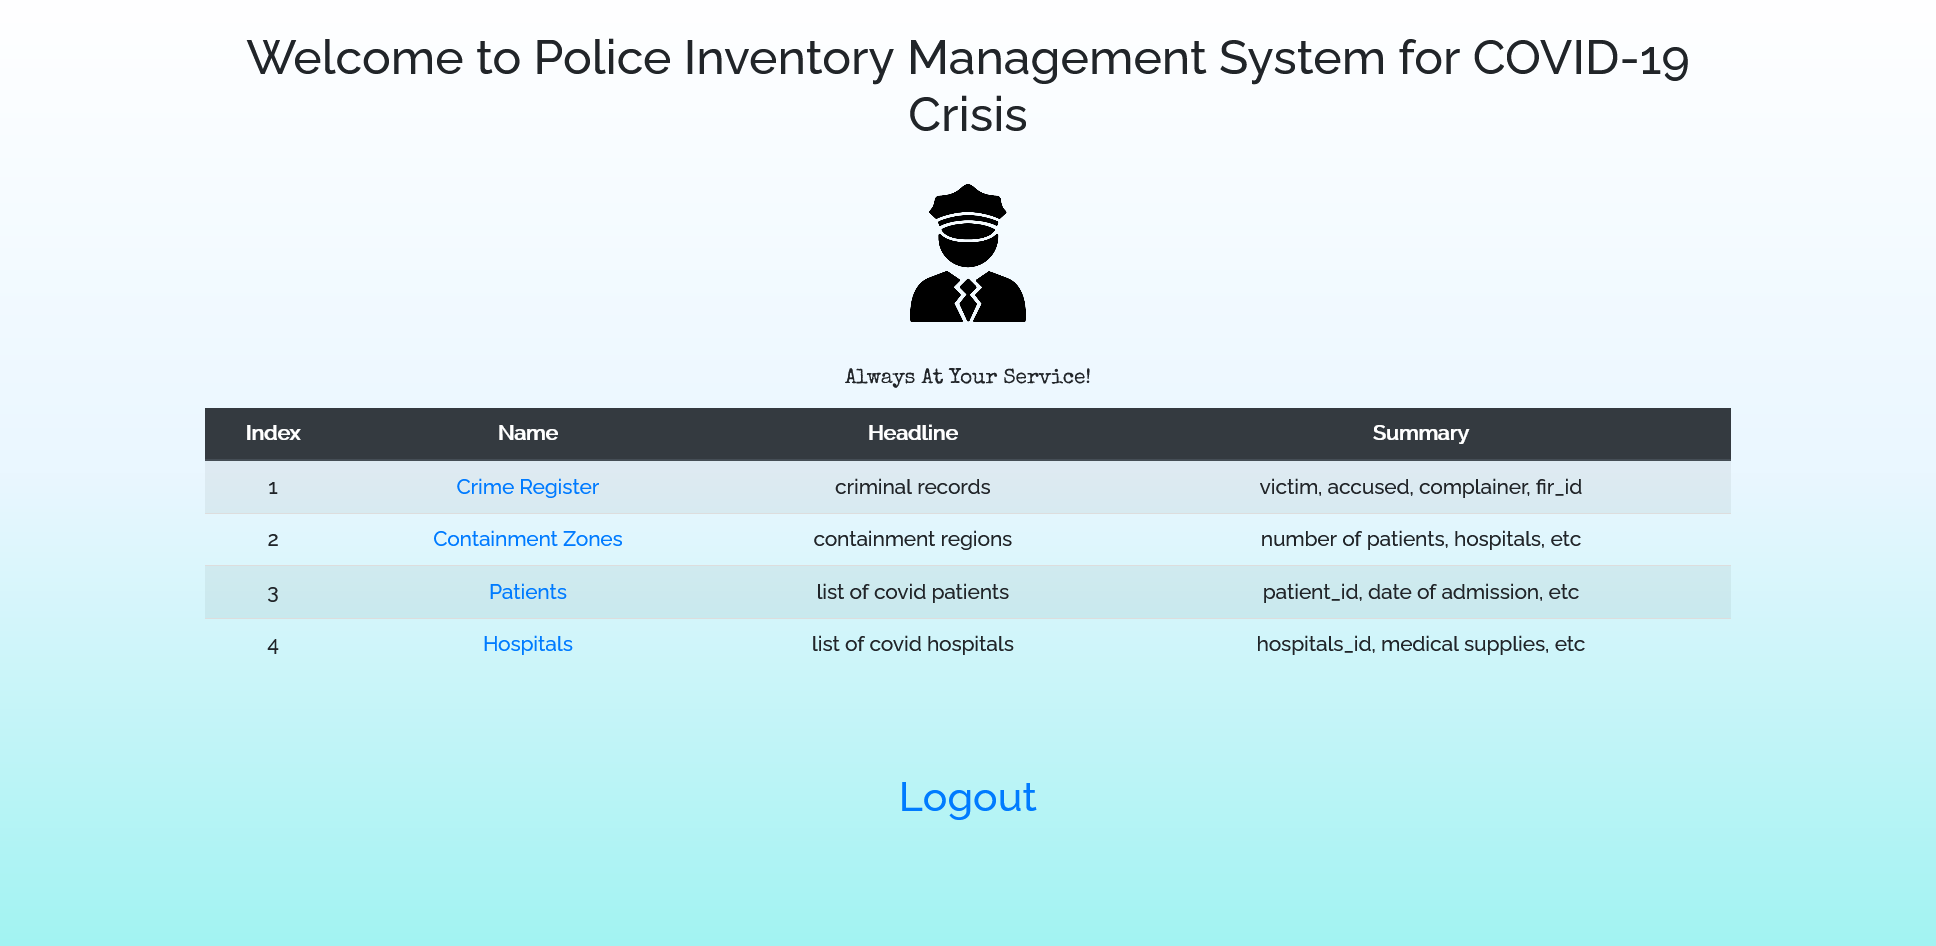 Welcome to Police Inventory Management System for COVID-19
Crisis
Always At Your Service!
Index Name Headline Summary
1 Crime Register criminal records victim, accused, complainer, fir_id
2 Containment Zones containment regions number of patients, hospitals, etc
3 Patients list of covid patients patient_id, date of admission, etc
4 Hospitals list of covid hospitals hospitals_id, medical supplies, etc
Logout